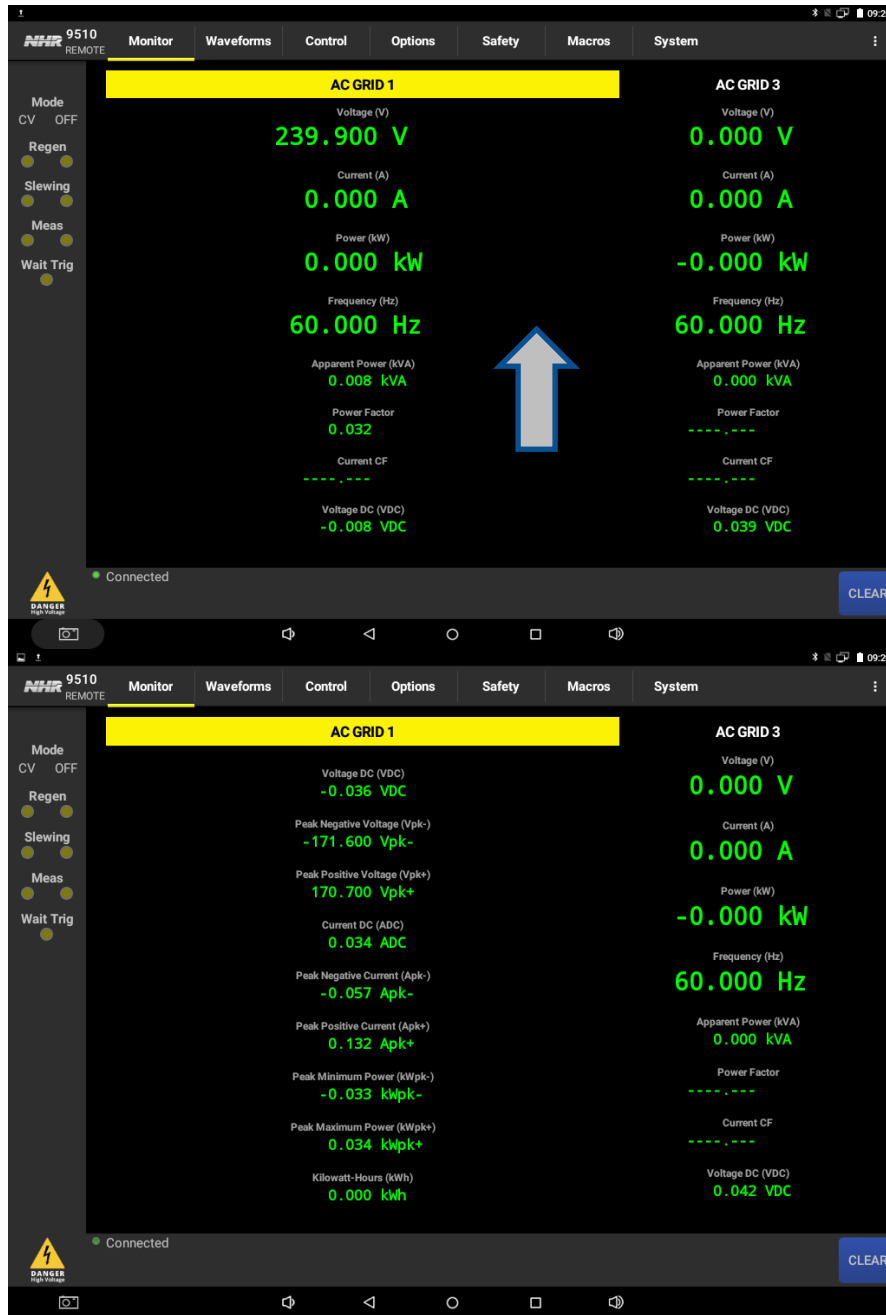 09:2
NHR 9510
REMOTE
Monitor
Waveforms
Control
Options
Safety
Macros
System
AC GRID 1
AC GRID 3
Mode
CV OFF
Regen
Slewing
Meas
Wait Trig
Voltage (V)
239.900 V
Current (A)
0.000 A
Power (kW)
0.000 kW
Frequency (Hz)
60.000 Hz
Apparent Power (kVA)
0.008 kVA
Power Factor
0.032
Current CF
----.---
Voltage DC (VDC)
-0.008 VDC
Voltage (V)
0.000 V
Current (A)
0.000 A
Power (kW)
-0.000 kW
Frequency (Hz)
60.000 Hz
Apparent Power (kVA)
0.000 kVA
Power Factor
----.---
Current CF
----.---
Voltage DC (VDC)
0.039 VDC
DANGER
High Voltage
Connected
CLEAR
09:2
NHR 9510
REMOTE
Monitor
Waveforms
Control
Options
Safety
Macros
System
AC GRID 1
AC GRID 3
Mode
CV OFF
Regen
Slewing
Meas
Wait Trig
Voltage DC (VDC)
-0.036 VDC
Peak Negative Voltage (Vpk-)
-171.600 Vpk-
Peak Positive Voltage (Vpk+)
170.700 Vpk+
Current DC (ADC)
0.034 ADC
Peak Negative Current (Apk-)
-0.057 Apk-
Peak Positive Current (Apk+)
0.132 Apk+
Peak Minimum Power (kWpk-)
-0.033 kWpk-
Peak Maximum Power (kWpk+)
0.034 kWpk+
Kilowatt-Hours (kWh)
0.000 kWh
Voltage (V)
0.000 V
Current (A)
0.000 A
Power (kW)
-0.000 kW
Frequency (Hz)
60.000 Hz
Apparent Power (kVA)
0.000 kVA
Power Factor
----.---
Current CF
----.---
Voltage DC (VDC)
0.042 VDC
DANGER
High Voltage
Connected
CLEAR